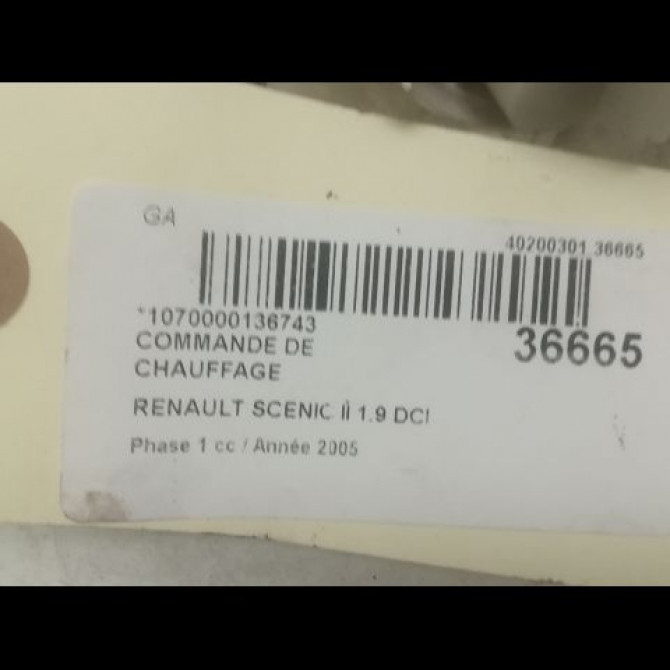 GA
40200301 36665
*1070000136743
36665
COMMANDE DE
CHAUFFAGE
RENAULT SCENIC II 1.9 DCI
Phase 1 cc / Année 2005